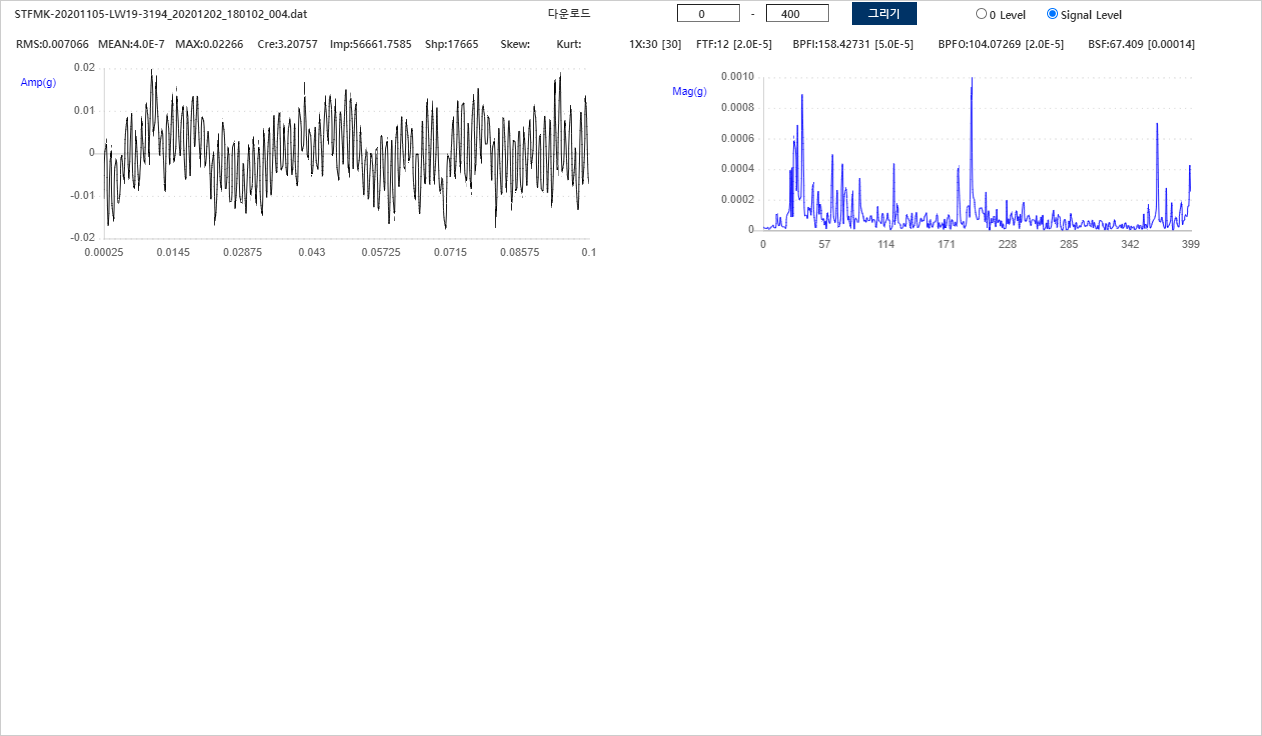 STFMK-20201105-LW19-3194_20201202_180102_004.dat 다운로드 0 - 400 그리기 0 Level Signal Level
RMS:0.007066 MEAN:4.0E-7 MAX:0.02266 Cre:3.20757 Imp:56661.7585 Shp:17665 Skew: Kurt: 1X:30 [30] FTF:12 [2.0E-5] BPFI:158.42731 [5.0E-5] BPFO:104.07269 [2.0E-5] BSF:67.409 [0.00014]
Amp(g)
0.02
0.01
0
-0.01
-0.02
0.00025 0.0145 0.02875 0.043 0.05725 0.0715 0.08575 0.1
Mag(g)
0.0010
0.0008
0.0006
0.0004
0.0002
0
0 57 114 171 228 285 342 399